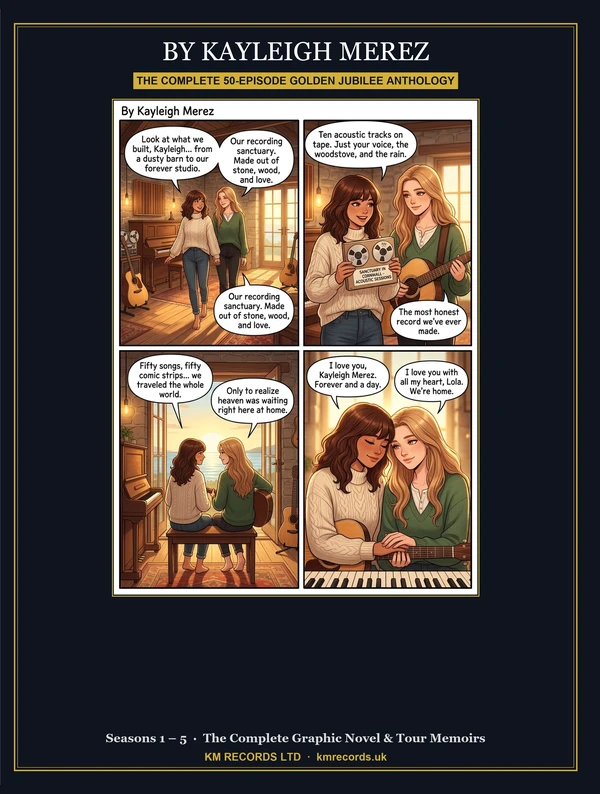 BY KAYLEIGH MEREZ
THE COMPLETE 50-EPISODE GOLDEN JUBILEE ANTHOLOGY
By Kayleigh Merez
Look at what we
built, Kayleigh... from
a dusty barn to our
forever studio.
Our recording
sanctuary.
Made out of
stone, wood,
and love.
Our recording
sanctuary. Made
out of stone, wood,
and love.
Ten acoustic tracks on
tape. Just your voice, the
woodstove, and the rain.
SANCTUARY IN
CORNWALL -
ACOUSTIC SESSIONS
The most honest
record we've ever
made.
Fifty songs, fifty
comic strips... we
traveled the whole
world.
Only to realize
heaven was waiting
right here at home.
I love you,
Kayleigh Merez.
Forever and a day.
I love you with
all my heart, Lola.
We're home.
Seasons 1 – 5 · The Complete Graphic Novel & Tour Memoirs
KM RECORDS LTD · kmrecords.uk